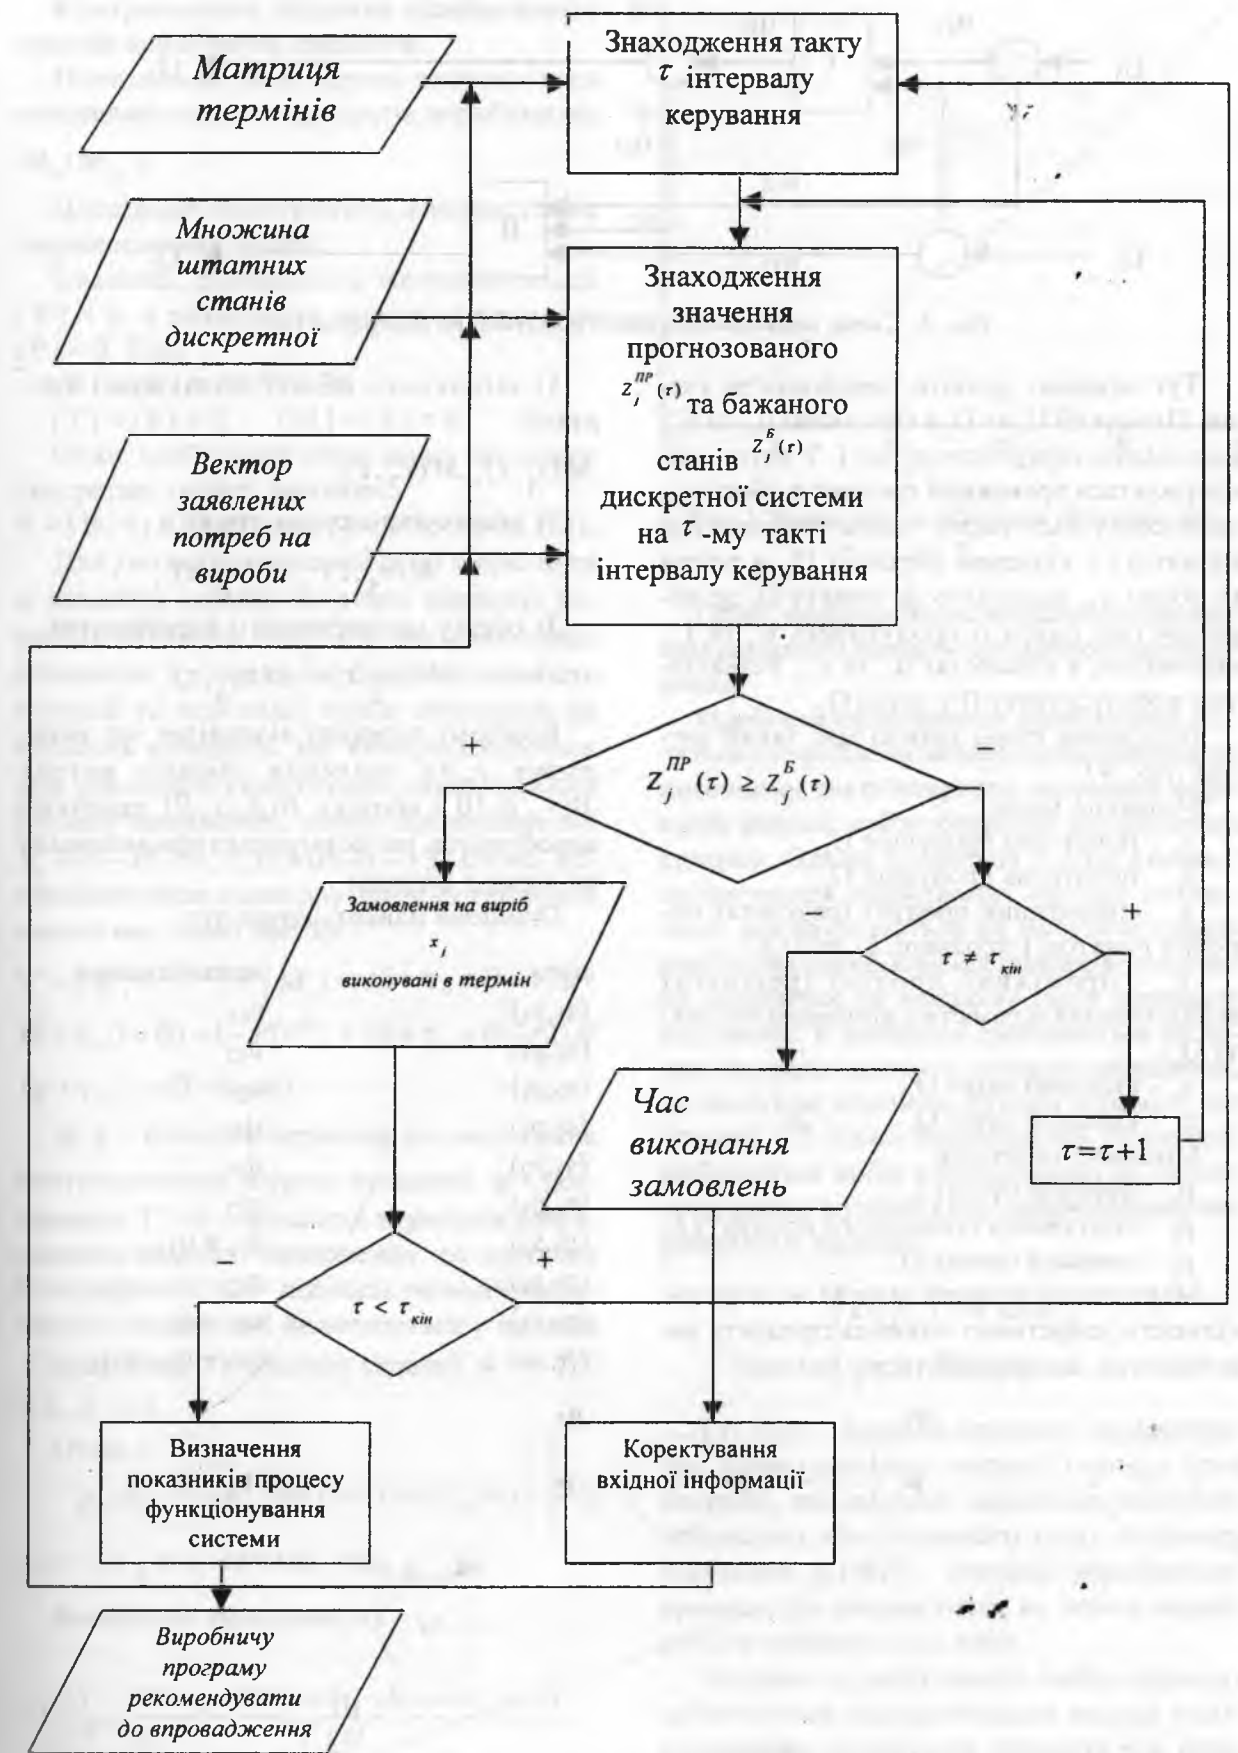 Матриця
термінів
Знаходження такту
τ інтервалу
керування
Множина
штатних
станів
дискретної
Знаходження
значення
прогнозованого
Z_j^ПР (τ) та бажаного
станів Z_j^Б (τ)
дискретної системи
на τ -му такті
інтервалу керування
Вектор
заявлених
потреб на
вироби
+
−
Z_j^ПР (τ) ≥ Z_j^Б (τ)
Замовлення на виріб
x_j
виконувані в термін
−
+
τ ≠ τ_кін
Час
виконання
замовлень
τ=τ+1
−
+
τ < τ_кін
Визначення
показників процесу
функціонування
системи
Коректування
вхідної інформації
Виробничу
програму
рекомендувати
до впровадження